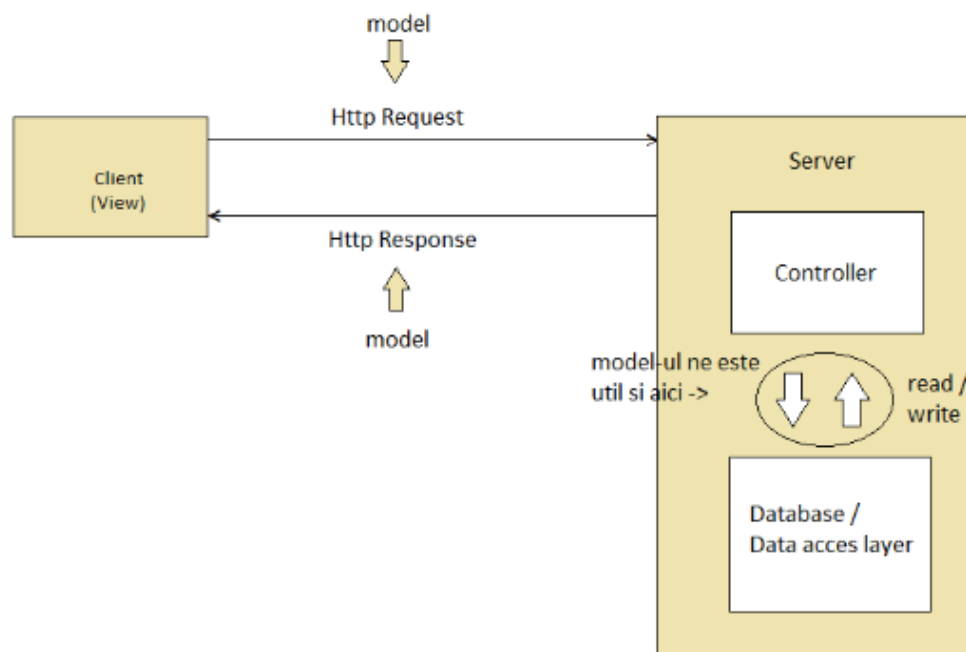 model
Http Request
Client
(View)
Server
Http Response
Controller
model
model-ul ne este
util si aici ->
read /
write
Database /
Data acces layer